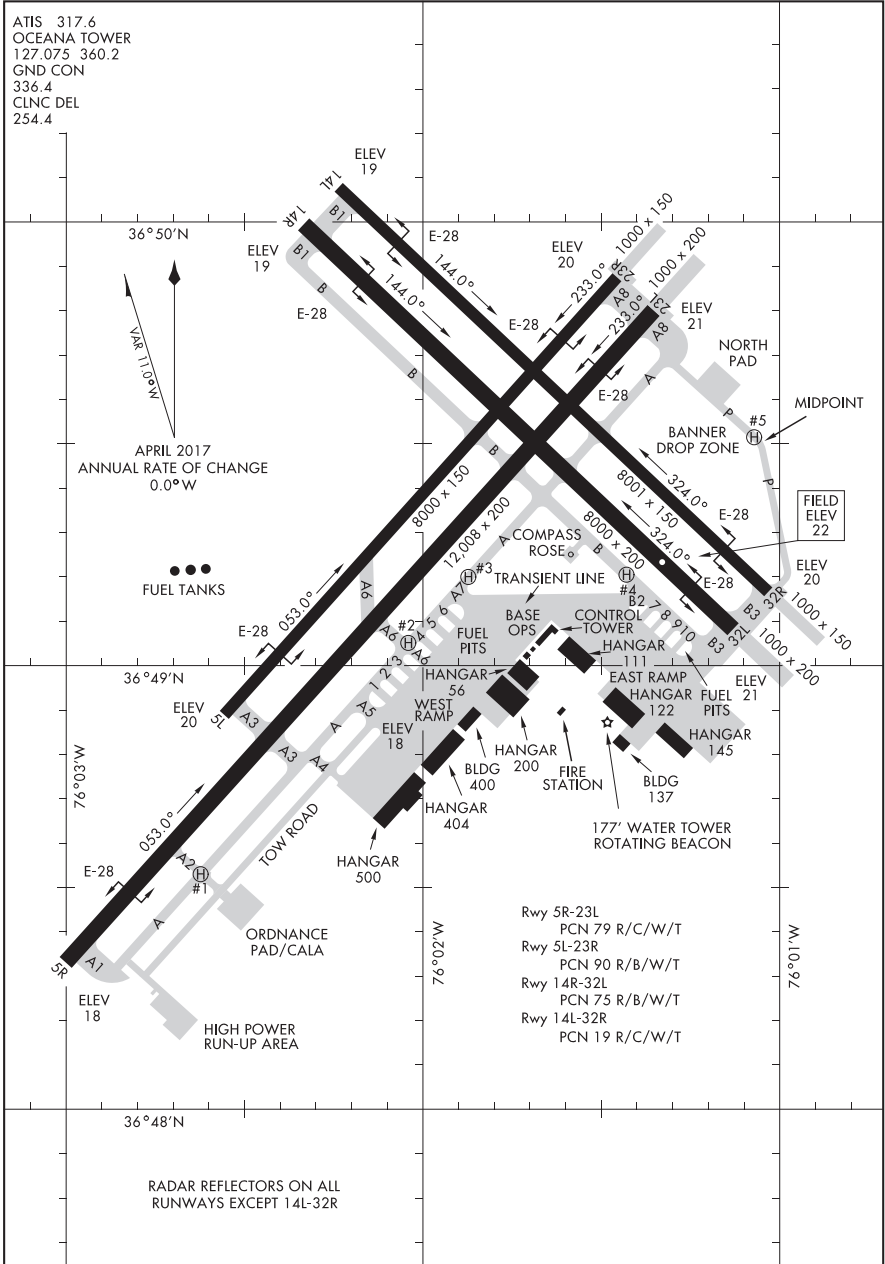 ATIS 317.6
OCEANA TOWER
127.075 360.2
GND CON
336.4
CLNC DEL
254.4
ELEV
19
14L
14R
B1
B1
36°50'N
ELEV
19
E-28
144.0°
144.0°
E-28
B
ELEV
20
1000 x 150
233.0°
23R
A8
1000 x 200
233.0°
23L
A8
ELEV
21
E-28
E-28
VAR 11.0°W
NORTH
PAD
A
B
P
#5
H
MIDPOINT
BANNER
DROP ZONE
P
APRIL 2017
ANNUAL RATE OF CHANGE
0.0°W
B
8000 x 150
12,008 x 200
324.0°
8001 x 150
E-28
8000 x 200
324.0°
FIELD
ELEV
22
A
COMPASS
ROSE
B
E-28
FUEL TANKS
A6
#3
H
TRANSIENT LINE
H
#4
ELEV
20
B3
32R
1000 x 150
053.0°
E-28
#2
H
A7
B2
7
8
9
10
B3
32L
1000 x 200
A6
1
2
3
4
5
6
A6
FUEL
PITS
BASE
OPS
CONTROL
TOWER
HANGAR
111
36°49'N
ELEV
20
5L
A3
A3
A
A4
A5
HANGAR
56
WEST
RAMP
ELEV
18
EAST RAMP
HANGAR
122
FUEL
PITS
ELEV
21
HANGAR
145
HANGAR
200
BLDG
400
FIRE
STATION
BLDG
137
HANGAR
404
177' WATER TOWER
ROTATING BEACON
HANGAR
500
76°03'W
053.0°
TOW ROAD
E-28
A2
H
#1
A
ORDNANCE
PAD/CALA
76°02'W
76°01'W
5R
A1
ELEV
18
HIGH POWER
RUN-UP AREA
Rwy 5R-23L
PCN 79 R/C/W/T
Rwy 5L-23R
PCN 90 R/B/W/T
Rwy 14R-32L
PCN 75 R/B/W/T
Rwy 14L-32R
PCN 19 R/C/W/T
36°48'N
RADAR REFLECTORS ON ALL
RUNWAYS EXCEPT 14L-32R